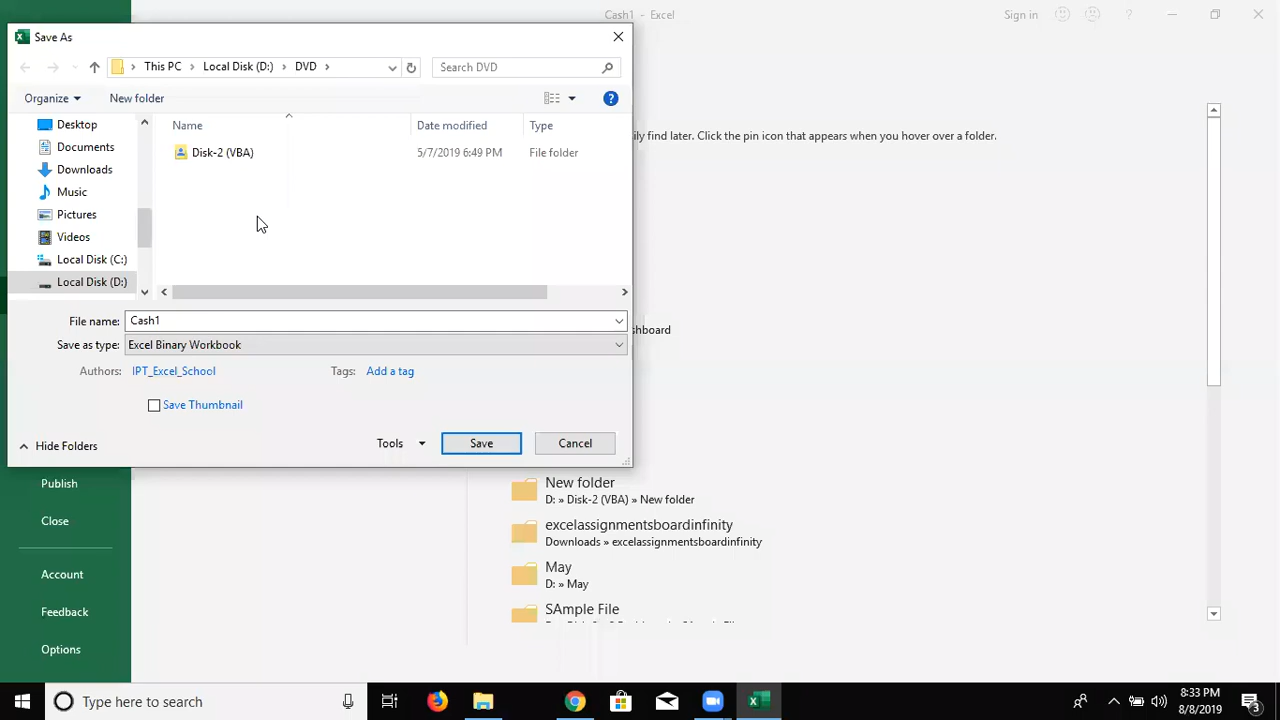 Cash1 - Excel
Sign in
?
Save As
This PC
Local Disk (D:)
DVD
Search DVD
Organize
New folder
?
Name
Date modified
Type
Desktop
Documents
Downloads
Music
Pictures
Videos
Local Disk (C:)
Local Disk (D:)
Disk-2 (VBA)
5/7/2019 6:49 PM
File folder
File name:
Cash1
Save as type:
Excel Binary Workbook
Authors:
IPT_Excel_School
Tags:
Add a tag
Save Thumbnail
Hide Folders
Tools
Save
Cancel
ily find later. Click the pin icon that appears when you hover over a folder.
shboard
New folder
D: » Disk-2 (VBA) » New folder
excelassignmentsboardinfinity
Downloads » excelassignmentsboardinfinity
May
D: » May
SAmple File
Publish
Close
Account
Feedback
Options
Type here to search
8:33 PM
8/8/2019
3